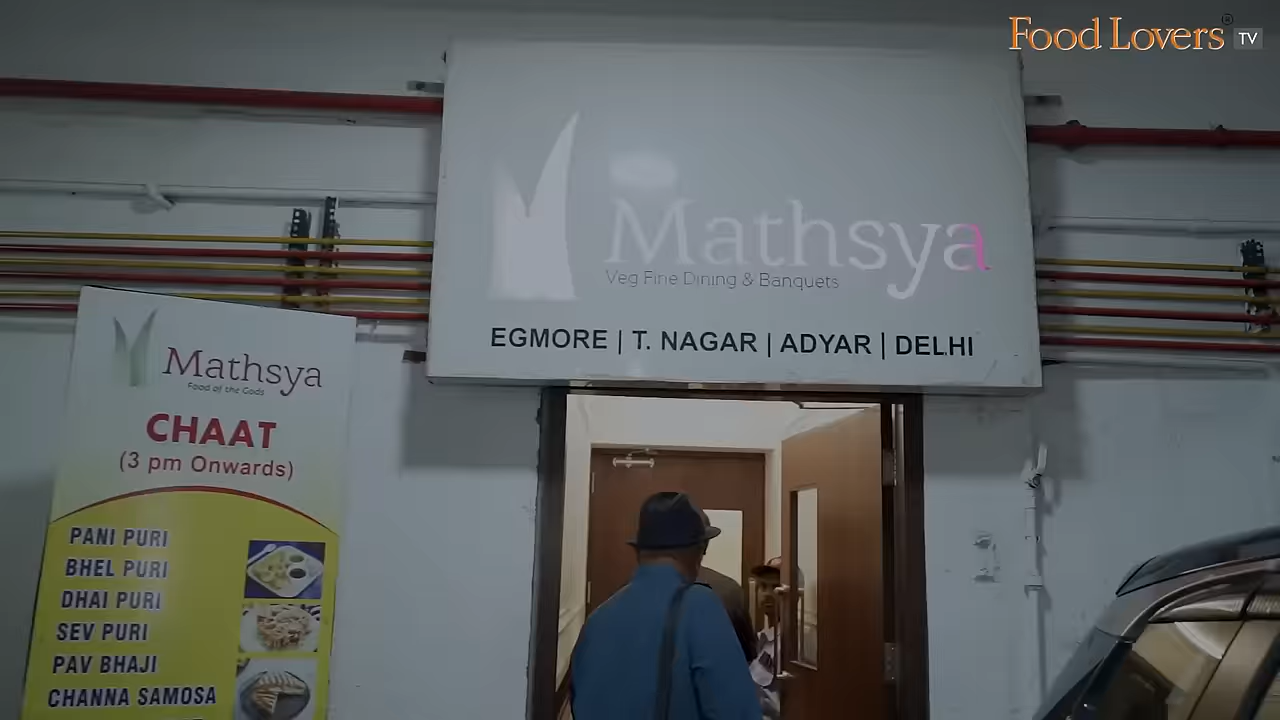 Food Lovers® TV
Mathsya
Veg Fine Dining & Banquets
EGMORE | T. NAGAR | ADYAR | DELHI
Mathsya
Food of the Gods
CHAAT
(3 pm Onwards)
PANI PURI
BHEL PURI
DHAI PURI
SEV PURI
PAV BHAJI
CHANNA SAMOSA